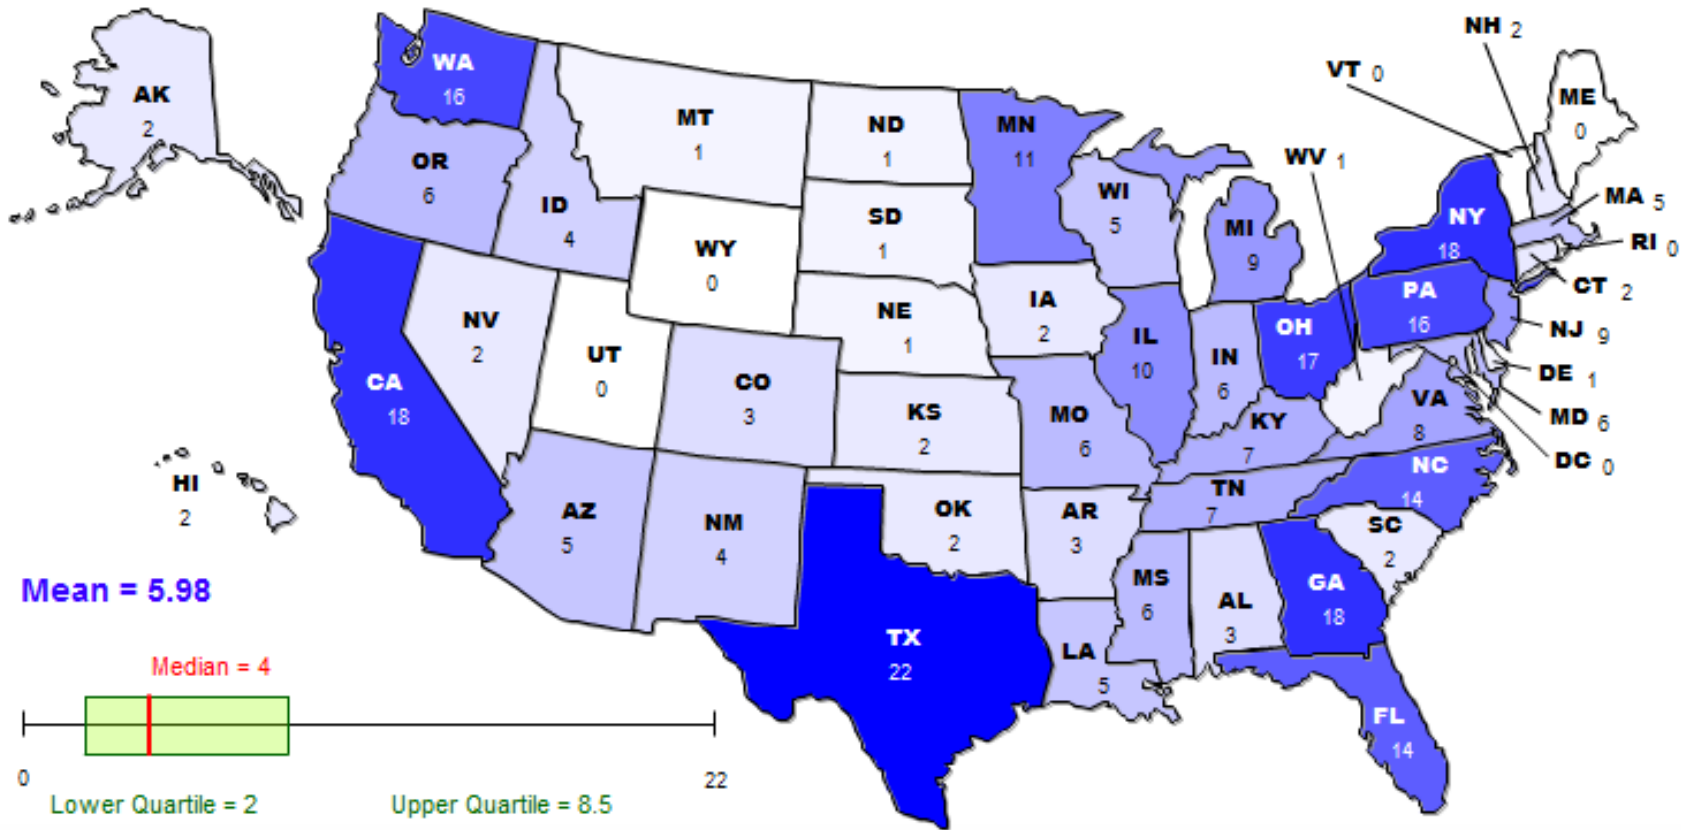 NH 2
VT 0
ME
0
WA
16
AK
2
MT
1
ND
1
MN
11
OR
6
WV 1
WI
5
MA 5
ID
4
SD
1
NY
18
MI
9
RI 0
WY
0
CT 2
PA
16
IA
2
NE
1
NV
2
OH
17
NJ 9
IL
10
UT
0
IN
6
CO
3
DE 1
CA
18
VA
8
KS
2
MO
6
MD 6
KY
7
DC 0
NC
14
HI
2
TN
7
AZ
5
NM
4
OK
2
AR
3
SC
2
MS
6
GA
18
AL
3
Mean = 5.98
TX
22
LA
5
Median = 4
FL
14
0
22
Lower Quartile = 2
Upper Quartile = 8.5